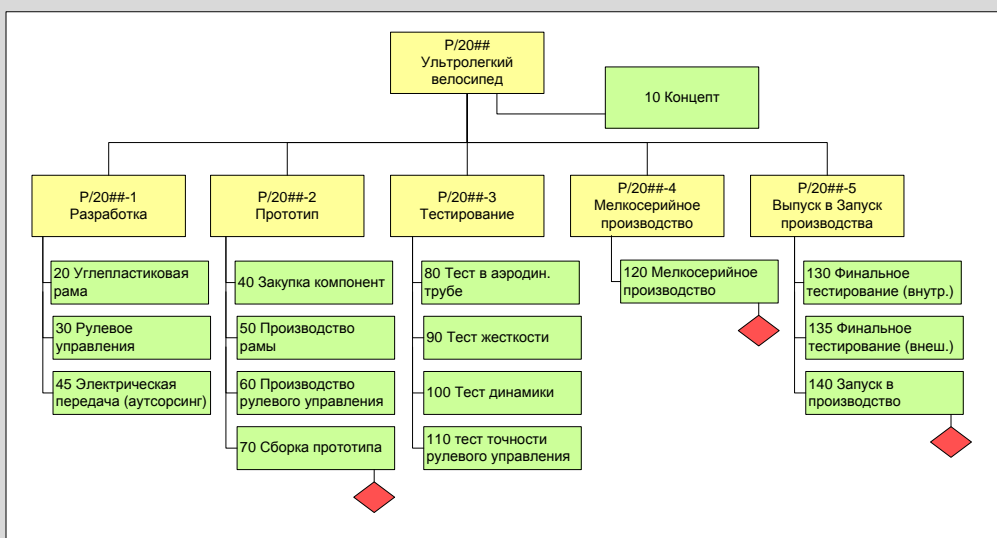 P/20##
Ультролегкий
велосипед
10 Концепт
P/20##-1
Разработка
P/20##-2
Прототип
P/20##-3
Тестирование
P/20##-4
Мелкосерийное
производство
P/20##-5
Выпуск в Запуск
производства
20 Углепластиковая
рама
30 Рулевое
управления
45 Электрическая
передача (аутсорсинг)
40 Закупка компонент
50 Производство
рамы
60 Производство
рулевого управления
70 Сборка прототипа
80 Тест в аэродин.
трубе
90 Тест жесткости
100 Тест динамики
110 тест точности
рулевого управления
120 Мелкосерийное
производство
130 Финальное
тестирование (внутр.)
135 Финальное
тестирование (внеш.)
140 Запуск в
производство